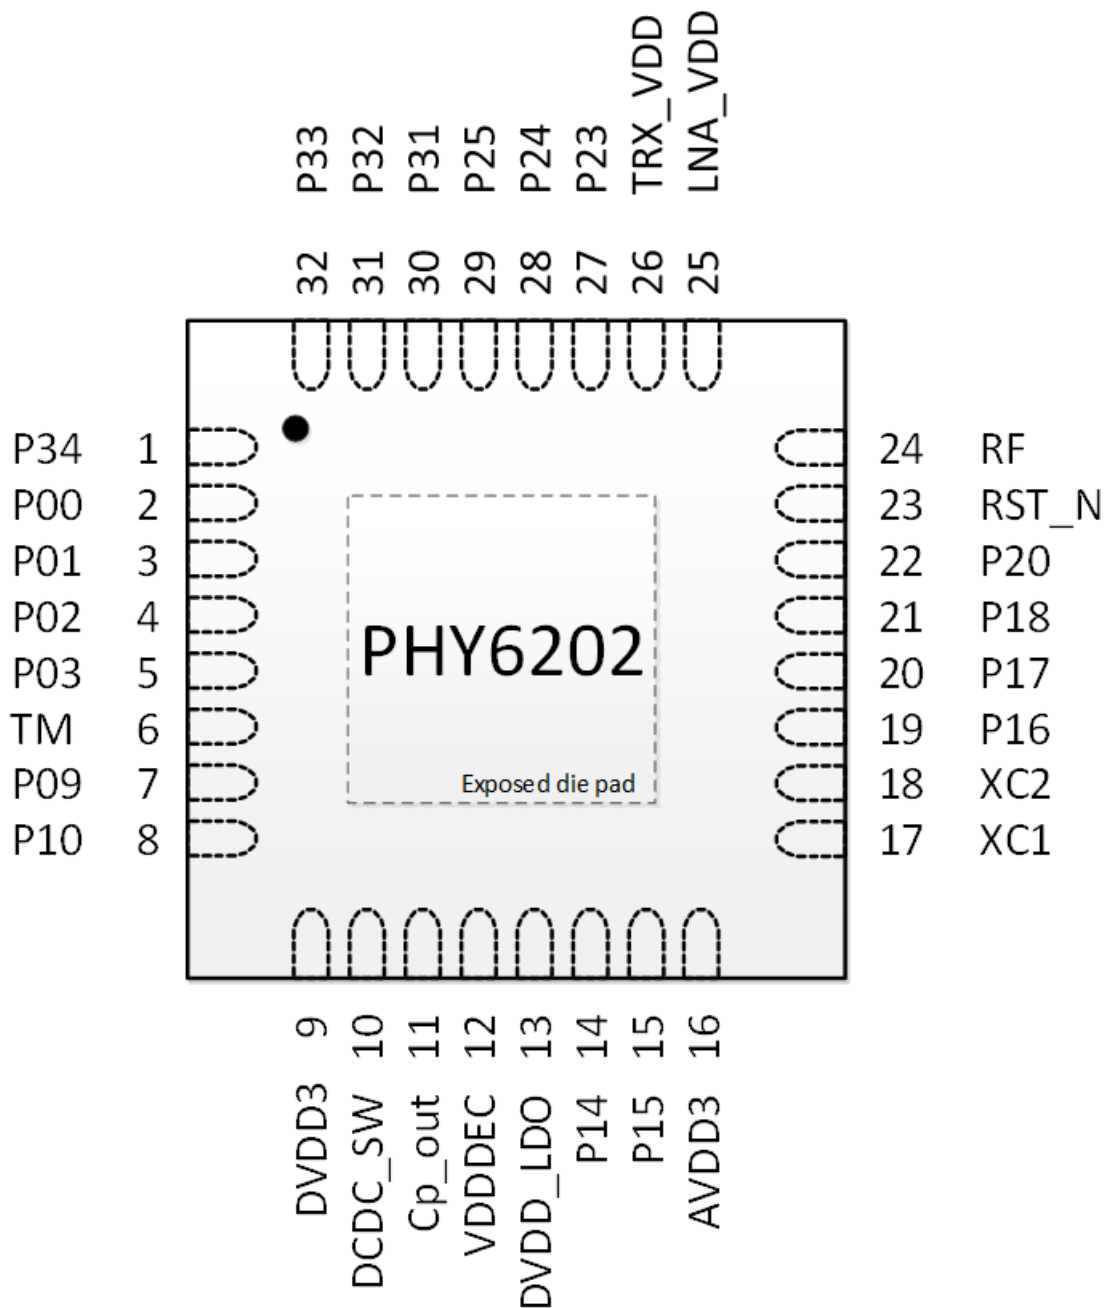 P33 P32 P31 P25 P24 P23 TRX_VDD LNA_VDD
32 31 30 29 28 27 26 25
P34 1 24 RF
P00 2 23 RST_N
P01 3 22 P20
P02 4 21 P18
P03 5 20 P17
TM 6 19 P16
P09 7 18 XC2
P10 8 17 XC1
PHY6202
Exposed die pad
9 10 11 12 13 14 15 16
DVDD3 DCDC_SW Cp_out VDDDEC DVDD_LDO P14 P15 AVDD3